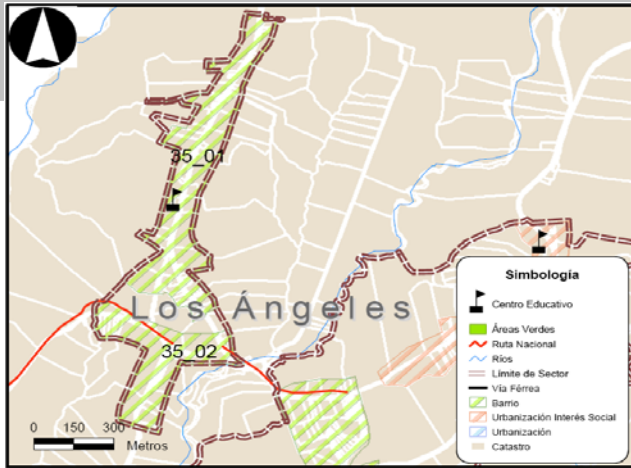 35_01
Los Ángeles
35_02
0 150 300
Metros
Simbología
Centro Educativo
Áreas Verdes
Ruta Nacional
Ríos
Límite de Sector
Vía Férrea
Barrio
Urbanización Interés Social
Urbanización
Catastro